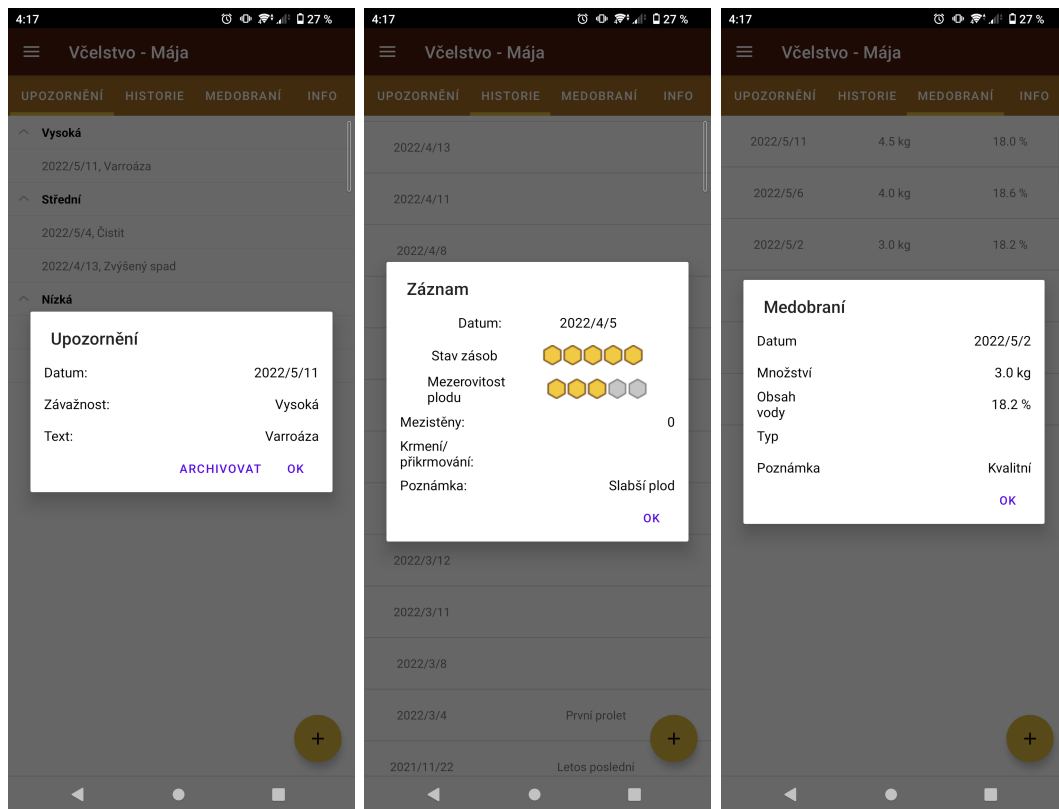 4:17 27 %
Včelstvo - Mája
UPOZORNĚNÍ HISTORIE MEDOBRANÍ INFO
Vysoká
2022/5/11, Varroáza
Střední
2022/5/4, Čistit
2022/4/13, Zvýšený spad
Nízká
Upozornění
Datum: 2022/5/11
Závažnost: Vysoká
Text: Varroáza
ARCHIVOVAT OK
4:17 27 %
Včelstvo - Mája
UPOZORNĚNÍ HISTORIE MEDOBRANÍ INFO
2022/4/13
2022/4/11
2022/4/8
Záznam
Datum: 2022/4/5
Stav zásob
Mezerovitost
plodu
Mezistěny: 0
Krmení/
přikrmování:
Poznámka: Slabší plod
OK
2022/3/12
2022/3/11
2022/3/8
2022/3/4 První prolet
2021/11/22 Letos poslední
4:17 27 %
Včelstvo - Mája
UPOZORNĚNÍ HISTORIE MEDOBRANÍ INFO
2022/5/11 4.5 kg 18.0 %
2022/5/6 4.0 kg 18.6 %
2022/5/2 3.0 kg 18.2 %
Medobraní
Datum 2022/5/2
Množství 3.0 kg
Obsah
vody 18.2 %
Typ
Poznámka Kvalitní
OK